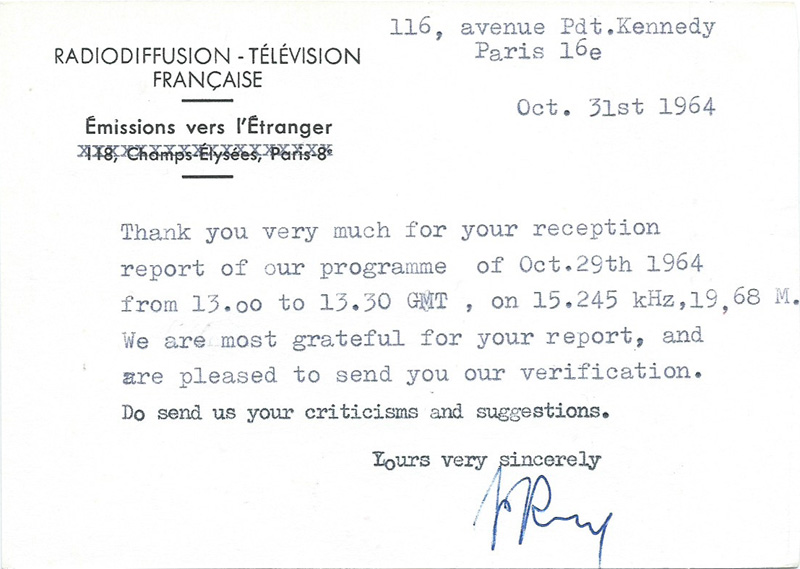 116, avenue Pdt.Kennedy
Paris 16e
RADIODIFFUSION - TÉLÉVISION
FRANÇAISE
Oct. 31st 1964
Émissions vers l'Étranger
118, Champs-Élysées, Paris-8e
Thank you very much for your reception
report of our programme of Oct.29th 1964
from 13.oo to 13.30 GMT , on 15.245 kHz,19,68 M.
We are most grateful for your report, and
are pleased to send you our verification.
Do send us your criticisms and suggestions.
Yours very sincerely